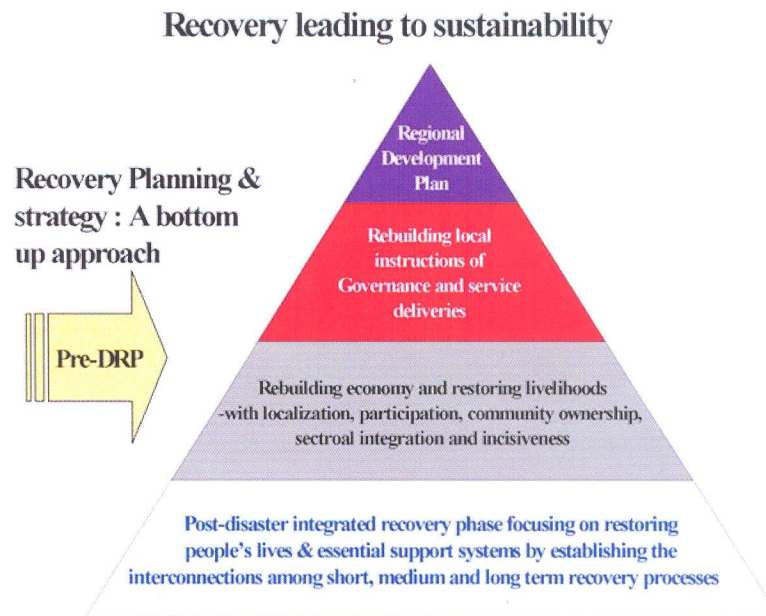 Recovery leading to sustainability
Regional
Development
Plan
Recovery Planning &
strategy : A bottom
up approach
Rebuilding local
instructions of
Governance and service
deliveries
Pre-DRP
Rebuilding economy and restoring livelihoods
-with localization, participation, community ownership,
sectroal integration and incisiveness
Post-disaster integrated recovery phase focusing on restoring
people's lives & essential support systems by establishing the
interconnections among short, medium and long term recovery processes